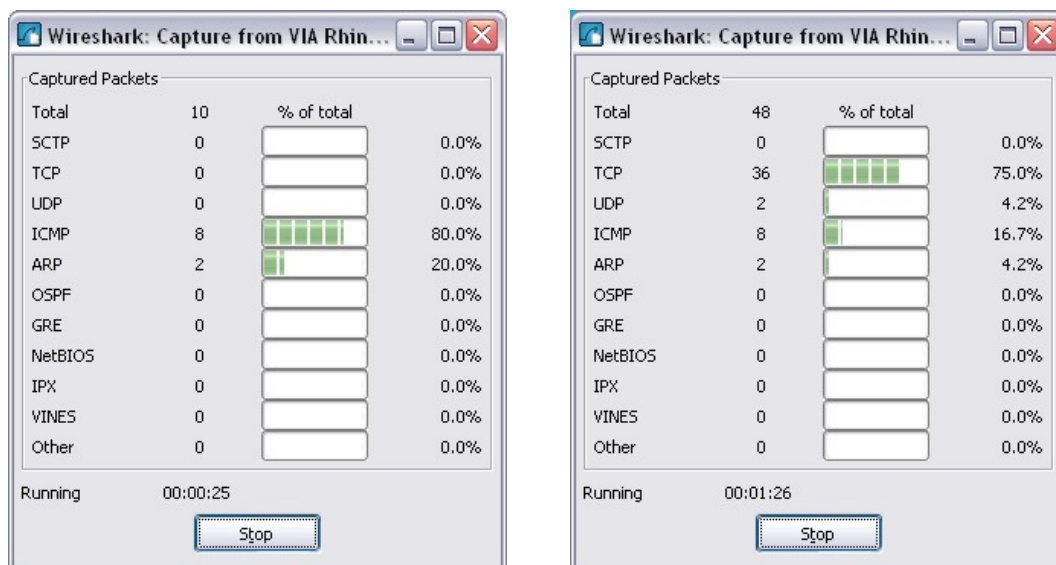 Wireshark: Capture from VIA Rhin...
Captured Packets
Total 10 % of total
SCTP 0 0.0%
TCP 0 0.0%
UDP 0 0.0%
ICMP 8 80.0%
ARP 2 20.0%
OSPF 0 0.0%
GRE 0 0.0%
NetBIOS 0 0.0%
IPX 0 0.0%
VINES 0 0.0%
Other 0 0.0%
Running 00:00:25
Stop
Wireshark: Capture from VIA Rhin...
Captured Packets
Total 48 % of total
SCTP 0 0.0%
TCP 36 75.0%
UDP 2 4.2%
ICMP 8 16.7%
ARP 2 4.2%
OSPF 0 0.0%
GRE 0 0.0%
NetBIOS 0 0.0%
IPX 0 0.0%
VINES 0 0.0%
Other 0 0.0%
Running 00:01:26
Stop